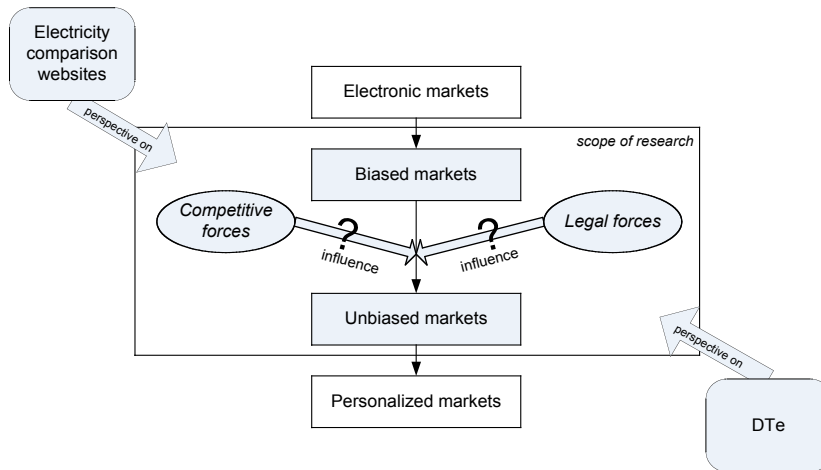 Electricity
comparison
websites
perspective on
Electronic markets
scope of research
Biased markets
Competitive
forces
?
influence
?
influence
Legal forces
Unbiased markets
perspective on
Personalized markets
DTe